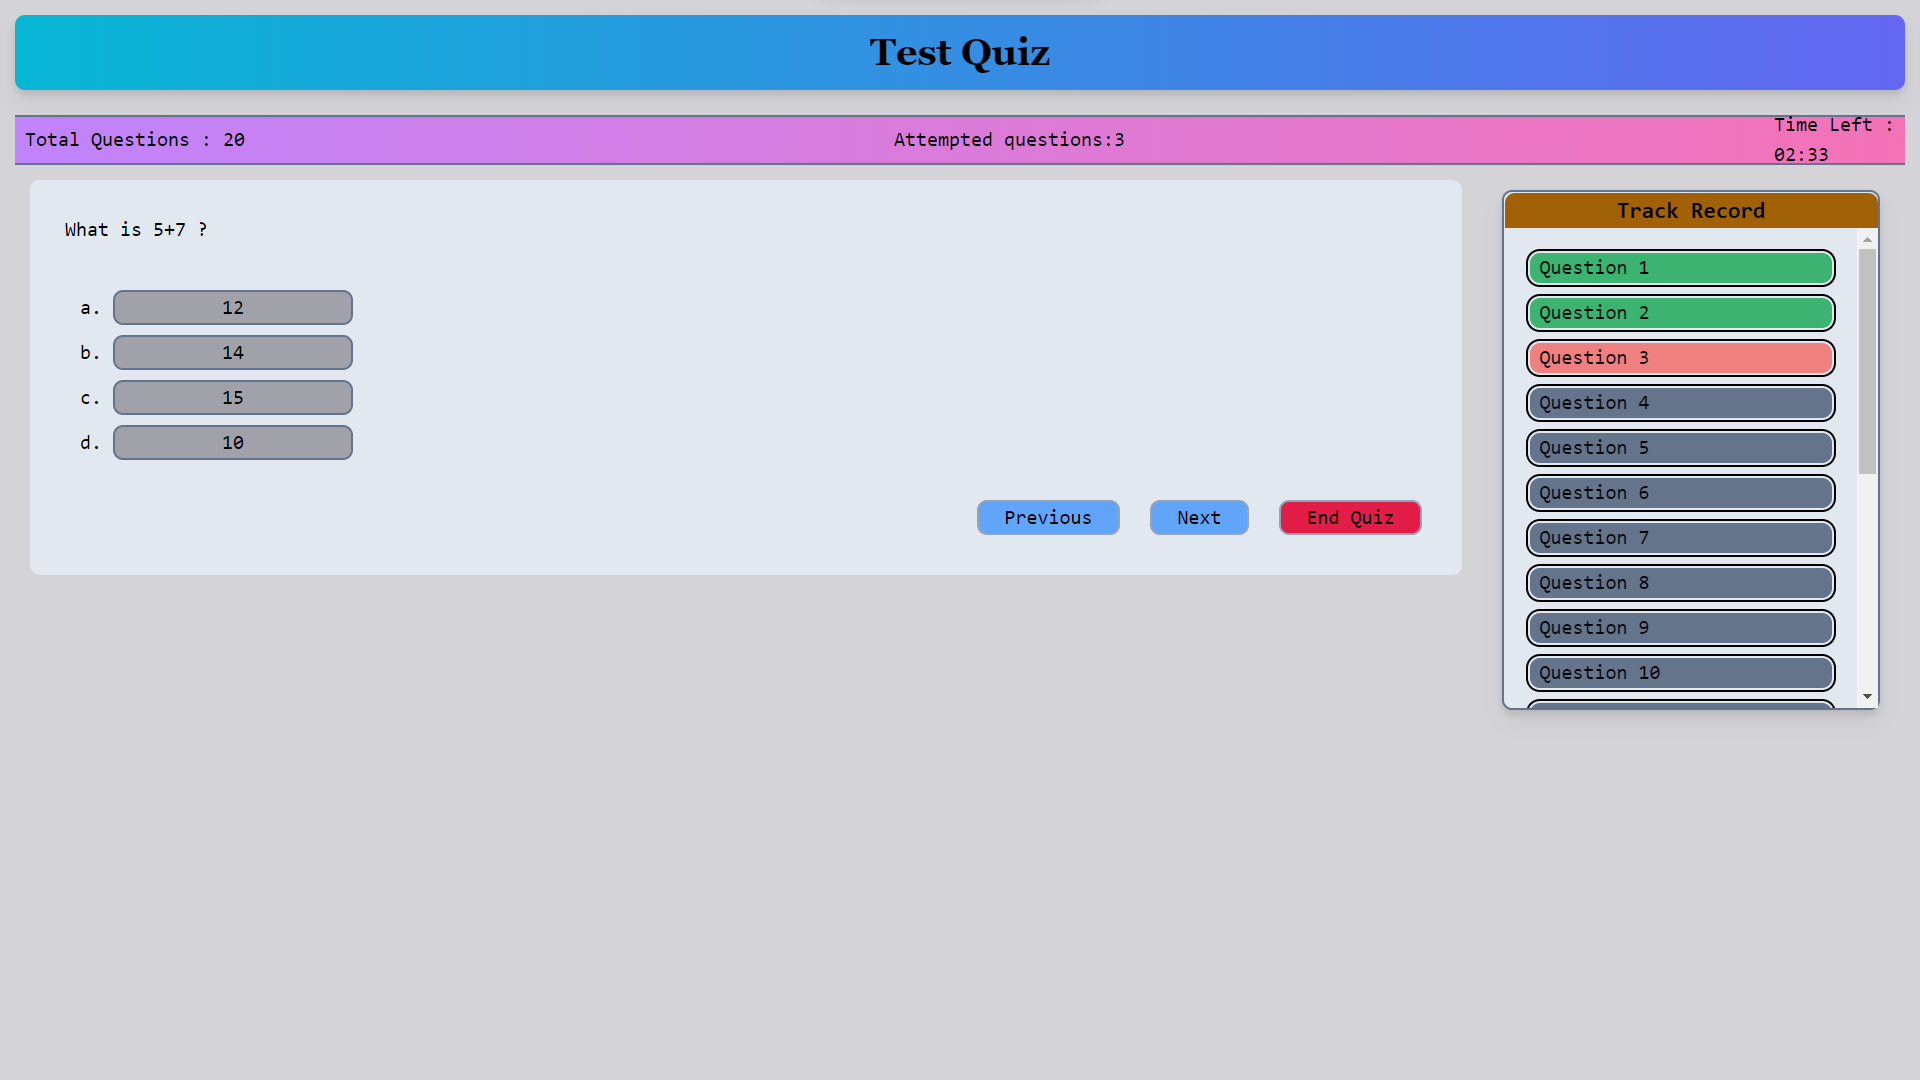 Test Quiz
Total Questions : 20
Attempted questions:3
Time Left :
02:33
What is 5+7 ?
a. 12
b. 14
c. 15
d. 10
Previous
Next
End Quiz
Track Record
Question 1
Question 2
Question 3
Question 4
Question 5
Question 6
Question 7
Question 8
Question 9
Question 10